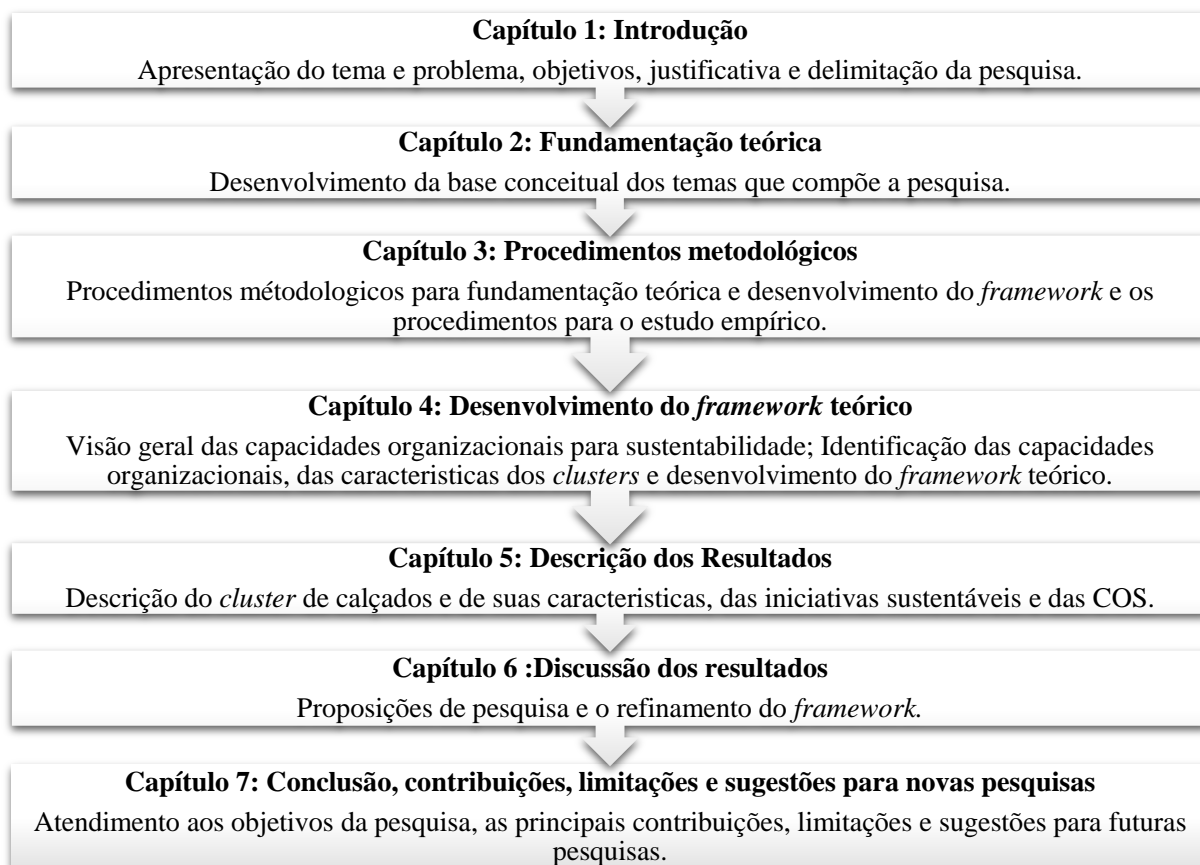 Capítulo 1: Introdução
Apresentação do tema e problema, objetivos, justificativa e delimitação da pesquisa.
Capítulo 2: Fundamentação teórica
Desenvolvimento da base conceitual dos temas que compõe a pesquisa.
Capítulo 3: Procedimentos metodológicos
Procedimentos métodologicos para fundamentação teórica e desenvolvimento do framework e os
procedimentos para o estudo empírico.
Capítulo 4: Desenvolvimento do framework teórico
Visão geral das capacidades organizacionais para sustentabilidade; Identificação das capacidades
organizacionais, das caracteristicas dos clusters e desenvolvimento do framework teórico.
Capítulo 5: Descrição dos Resultados
Descrição do cluster de calçados e de suas caracteristicas, das iniciativas sustentáveis e das COS.
Capítulo 6 :Discussão dos resultados
Proposições de pesquisa e o refinamento do framework.
Capítulo 7: Conclusão, contribuições, limitações e sugestões para novas pesquisas
Atendimento aos objetivos da pesquisa, as principais contribuições, limitações e sugestões para futuras
pesquisas.